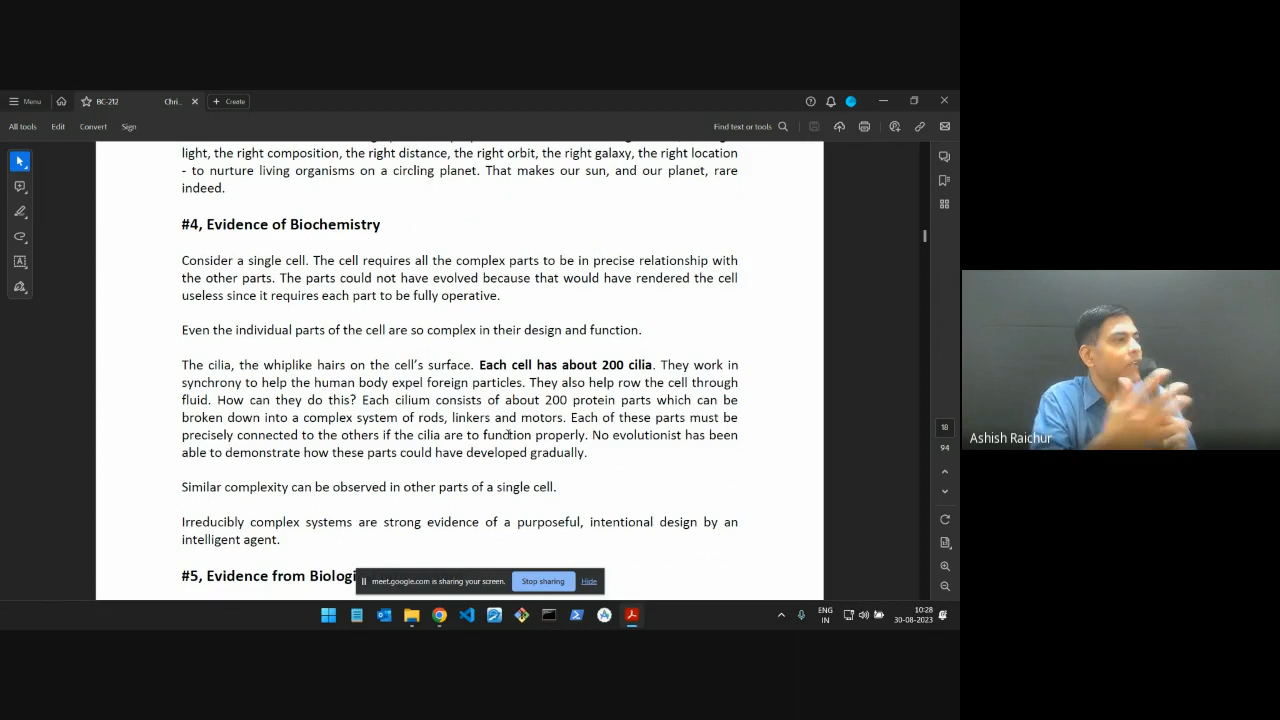 Menu
BC-212
Chri...
Create
All tools
Edit
Convert
Sign
Find text or tools
light, the right composition, the right distance, the right orbit, the right galaxy, the right location
- to nurture living organisms on a circling planet. That makes our sun, and our planet, rare
indeed.
#4, Evidence of Biochemistry
Consider a single cell. The cell requires all the complex parts to be in precise relationship with
the other parts. The parts could not have evolved because that would have rendered the cell
useless since it requires each part to be fully operative.
Even the individual parts of the cell are so complex in their design and function.
The cilia, the whiplike hairs on the cell's surface. Each cell has about 200 cilia. They work in
synchrony to help the human body expel foreign particles. They also help row the cell through
fluid. How can they do this? Each cilium consists of about 200 protein parts which can be
broken down into a complex system of rods, linkers and motors. Each of these parts must be
precisely connected to the others if the cilia are to function properly. No evolutionist has been
able to demonstrate how these parts could have developed gradually.
Similar complexity can be observed in other parts of a single cell.
Irreducibly complex systems are strong evidence of a purposeful, intentional design by an
intelligent agent.
#5, Evidence from Biologi
meet.google.com is sharing your screen.
Stop sharing
Hide
18
94
ENG
IN
10:28
30-08-2023
Ashish Raichur